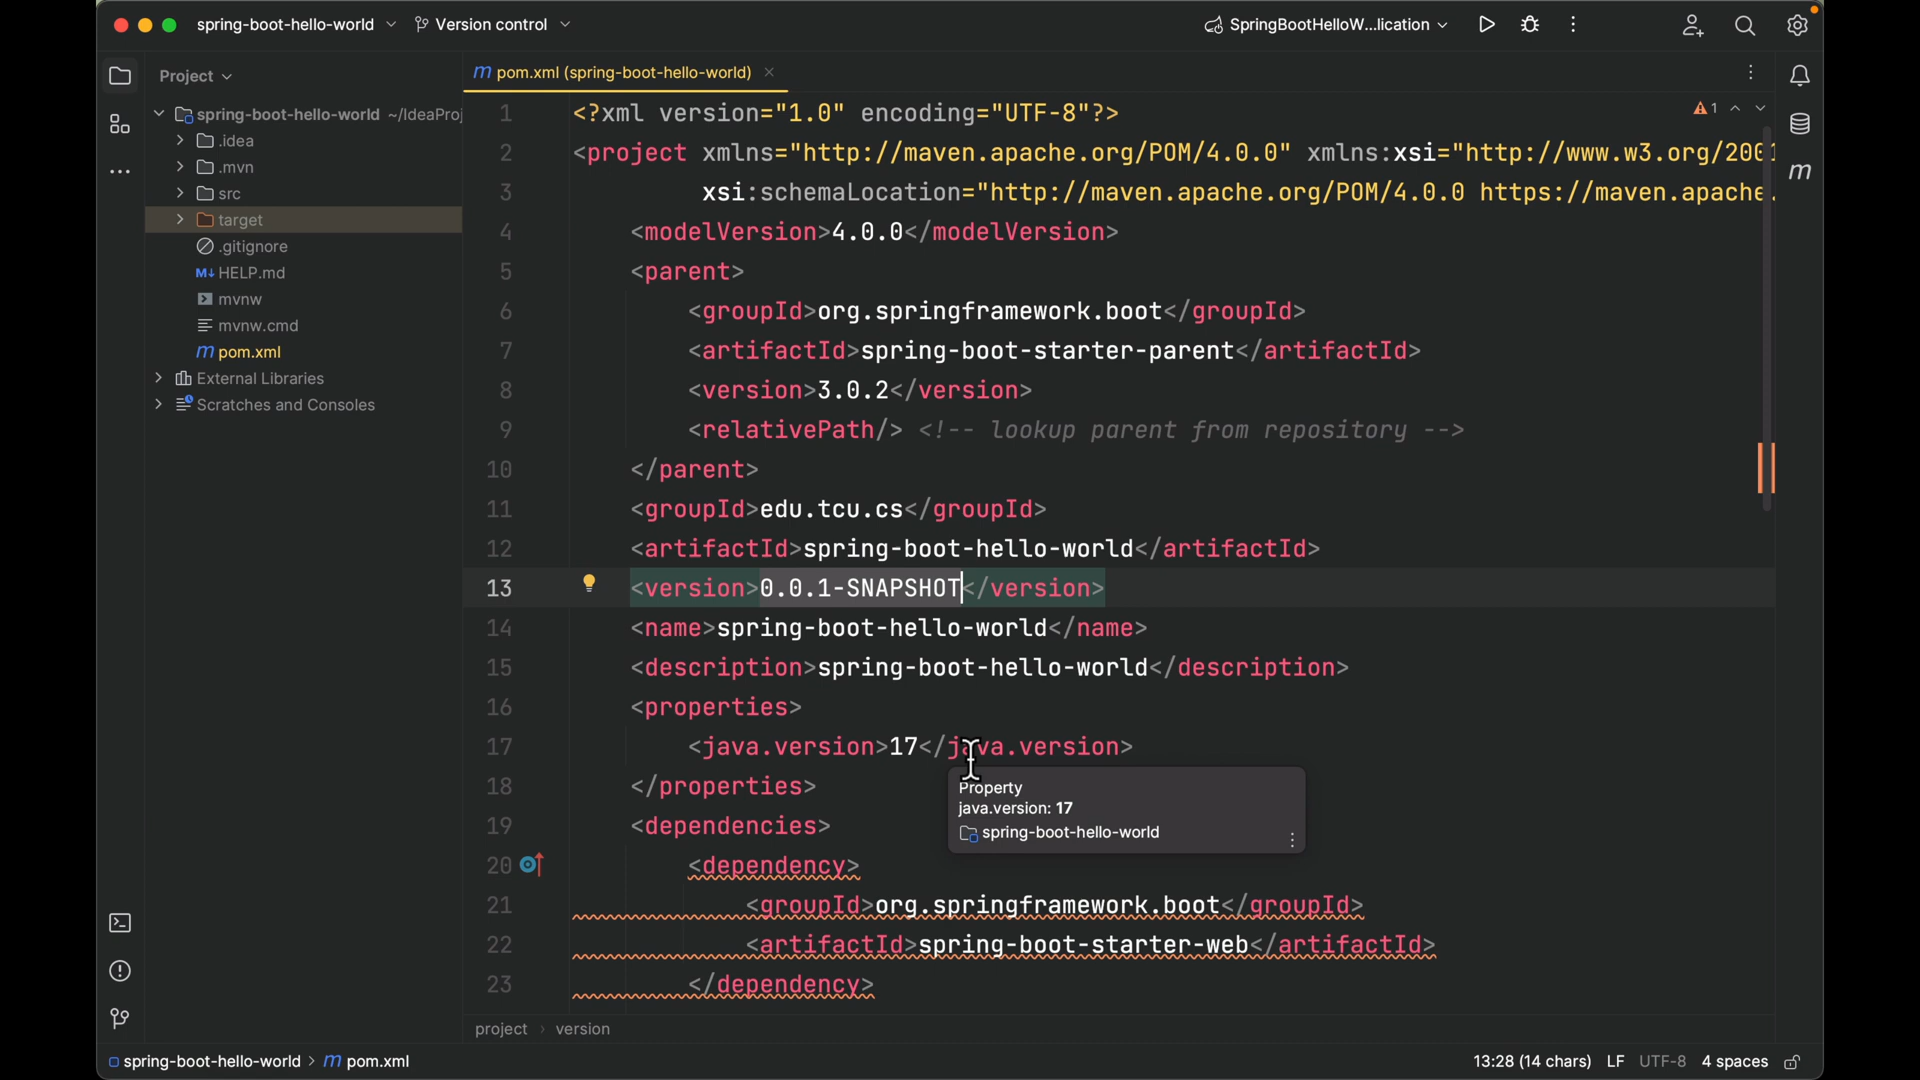 spring-boot-hello-world
Version control
SpringBootHelloW...lication
Project
spring-boot-hello-world ~/IdeaProj
.idea
.mvn
src
target
.gitignore
M↓ HELP.md
mvnw
mvnw.cmd
m pom.xml
External Libraries
Scratches and Consoles
m pom.xml (spring-boot-hello-world)
1 <?xml version="1.0" encoding="UTF-8"?>
2 <project xmlns="http://maven.apache.org/POM/4.0.0" xmlns:xsi="http://www.w3.org/2001
3 xsi:schemaLocation="http://maven.apache.org/POM/4.0.0 https://maven.apache.
4 <modelVersion>4.0.0</modelVersion>
5 <parent>
6 <groupId>org.springframework.boot</groupId>
7 <artifactId>spring-boot-starter-parent</artifactId>
8 <version>3.0.2</version>
9 <relativePath/> <!-- lookup parent from repository -->
10 </parent>
11 <groupId>edu.tcu.cs</groupId>
12 <artifactId>spring-boot-hello-world</artifactId>
13 <version>0.0.1-SNAPSHOT</version>
14 <name>spring-boot-hello-world</name>
15 <description>spring-boot-hello-world</description>
16 <properties>
17 <java.version>17</java.version>
18 </properties>
19 <dependencies>
20 <dependency>
21 <groupId>org.springframework.boot</groupId>
22 <artifactId>spring-boot-starter-web</artifactId>
23 </dependency>
1
m
Property
java.version: 17
spring-boot-hello-world
project > version
spring-boot-hello-world > m pom.xml
13:28 (14 chars) LF UTF-8 4 spaces